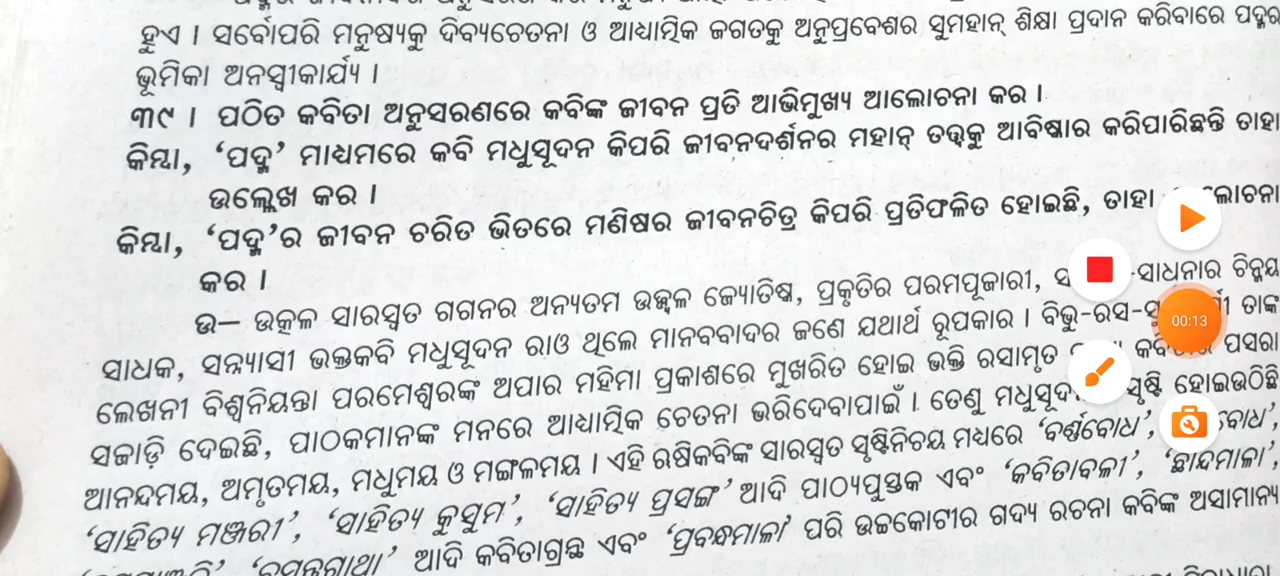 ହୁଏ । ସର୍ବୋପରି ମନୁଷ୍ୟକୁ ଦିବ୍ୟଚେତନା ଓ ଆଧ୍ୟାତ୍ମିକ ଜଗତକୁ ଅନୁପ୍ରବେଶର ସୁମହାନ୍ ଶିକ୍ଷା ପ୍ରଦାନ କରିବାରେ ପଦ୍ମର
ଭୂମିକା ଅନସ୍ୱୀକାର୍ଯ୍ୟ ।
୩୯ । ପଠିତ କବିତା ଅନୁସରଣରେ କବିଙ୍କ ଜୀବନ ପ୍ରତି ଆଭିମୁଖ୍ୟ ଆଲୋଚନା କର ।
କିମ୍ବା, ‘ପଦ୍ମ’ ମାଧ୍ୟମରେ କବି ମଧୁସୂଦନ କିପରି ଜୀବନଦର୍ଶନର ମହାନ୍ ତତ୍ତ୍ୱକୁ ଆବିଷ୍କାର କରିପାରିଛନ୍ତି ତାହା
ଉଲ୍ଲେଖ କର ।
କିମ୍ବା, ‘ପଦ୍ମ’ର ଜୀବନ ଚରିତ ଭିତରେ ମଣିଷର ଜୀବନଚିତ୍ର କିପରି ପ୍ରତିଫଳିତ ହୋଇଛି, ତାହା ଲୋଚନା
କର ।
ଉ– ଉତ୍କଳ ସାରସ୍ୱତ ଗଗନର ଅନ୍ୟତମ ଉଜ୍ଜ୍ୱଳ ଜ୍ୟୋତିଷ୍କ, ପ୍ରକୃତିର ପରମପୂଜାରୀ, -ସାଧନାର ଚିନ୍ମୟ
ସାଧକ, ସନ୍ନ୍ୟାସୀ ଭକ୍ତକବି ମଧୁସୂଦନ ରାଓ ଥିଲେ ମାନବବାଦର ଜଣେ ଯଥାର୍ଥ ରୂପକାର । ବିଭୁ-ରସ- ତାଙ୍କ
ଲେଖନୀ ବିଶ୍ୱନିୟନ୍ତା ପରମେଶ୍ୱରଙ୍କ ଅପାର ମହିମା ପ୍ରକାଶରେ ମୁଖରିତ ହୋଇ ଭକ୍ତି ରସାମୃତ ପସରା
ସଜାଡ଼ି ଦେଇଛି, ପାଠକମାନଙ୍କ ମନରେ ଆଧ୍ୟାତ୍ମିକ ଚେତନା ଭରିଦେବାପାଇଁ । ତେଣୁ ସୃଷ୍ଟି ହୋଇଉଠିଛି
ଆନନ୍ଦମୟ, ଅମୃତମୟ, ମଧୁମୟ ଓ ମଙ୍ଗଳମୟ । ଏହି ଋଷିକବିଙ୍କ ସାରସ୍ୱତ ସୃଷ୍ଟିନିଚୟ ମଧ୍ୟରେ ‘ବର୍ଣ୍ଣବୋଧ’, ବୋଧ’,
‘ସାହିତ୍ୟ ମଞ୍ଜରୀ’, ‘ସାହିତ୍ୟ କୁସୁମ’, ‘ସାହିତ୍ୟ ପ୍ରସଙ୍ଗ’ ଆଦି ପାଠ୍ୟପୁସ୍ତକ ଏବଂ ‘କବିତାବଳୀ’, ‘ଛାନ୍ଦମାଳା’,
ଆଦି କବିତାଗ୍ରନ୍ଥ ଏବଂ ‘ପ୍ରବନ୍ଧମାଳା’ ପରି ଉଚ୍ଚକୋଟୀର ଗଦ୍ୟ ରଚନା କବିଙ୍କ ଅସାମାନ୍ୟ
00:13